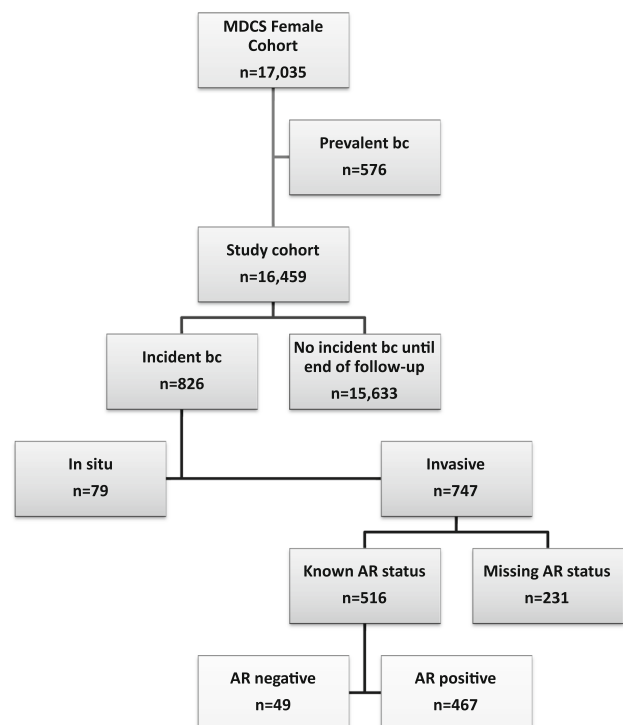 MDCS Female
Cohort
n=17,035
Prevalent bc
n=576
Study cohort
n=16,459
Incident bc
n=826
No incident bc until
end of follow-up
n=15,633
In situ
n=79
Invasive
n=747
Known AR status
n=516
Missing AR status
n=231
AR negative
n=49
AR positive
n=467